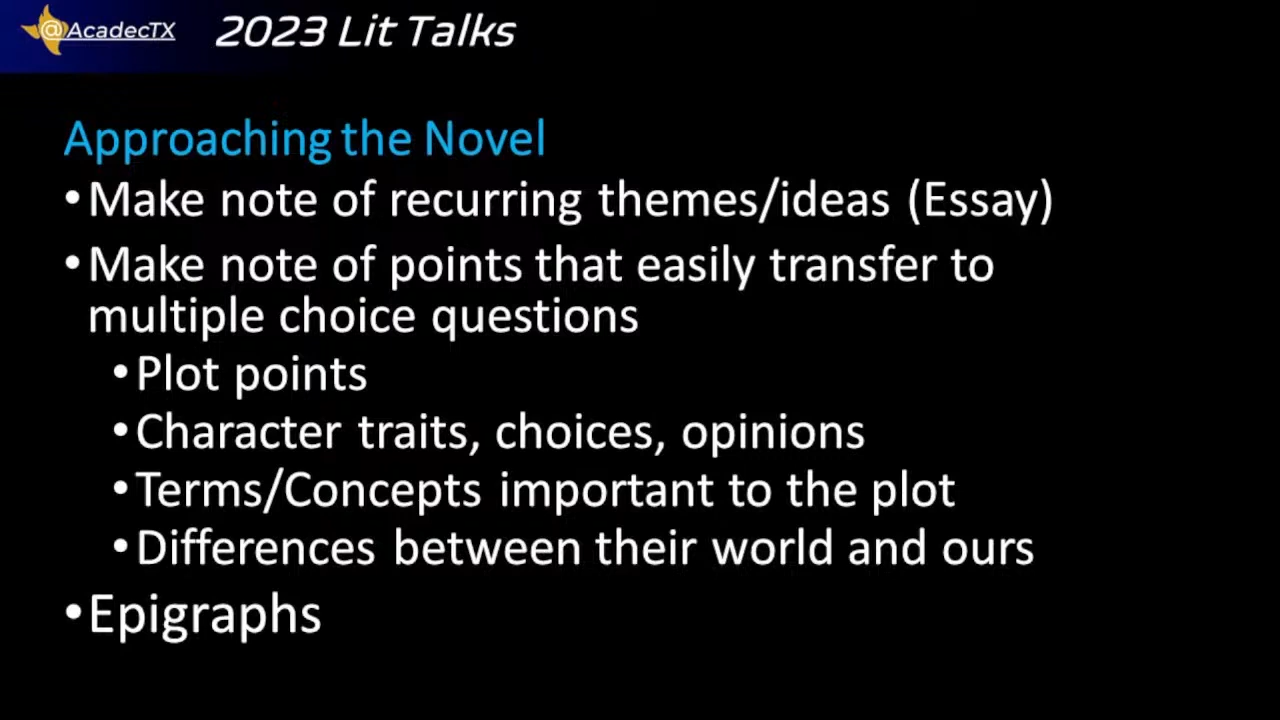 @AcadecTX 2023 Lit Talks
Approaching the Novel
•Make note of recurring themes/ideas (Essay)
•Make note of points that easily transfer to
multiple choice questions
•Plot points
•Character traits, choices, opinions
•Terms/Concepts important to the plot
•Differences between their world and ours
•Epigraphs